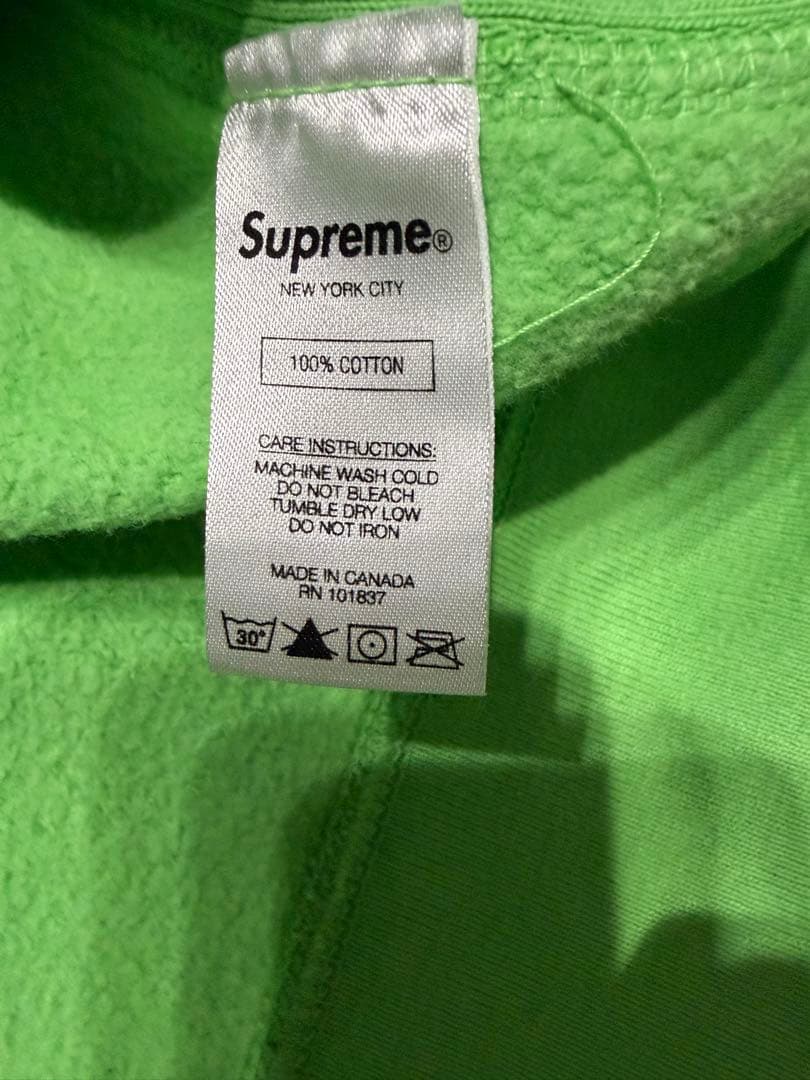 Supreme®
NEW YORK CITY
100% COTTON
CARE INSTRUCTIONS:
MACHINE WASH COLD
DO NOT BLEACH
TUMBLE DRY LOW
DO NOT IRON
MADE IN CANADA
RN 101837
30°